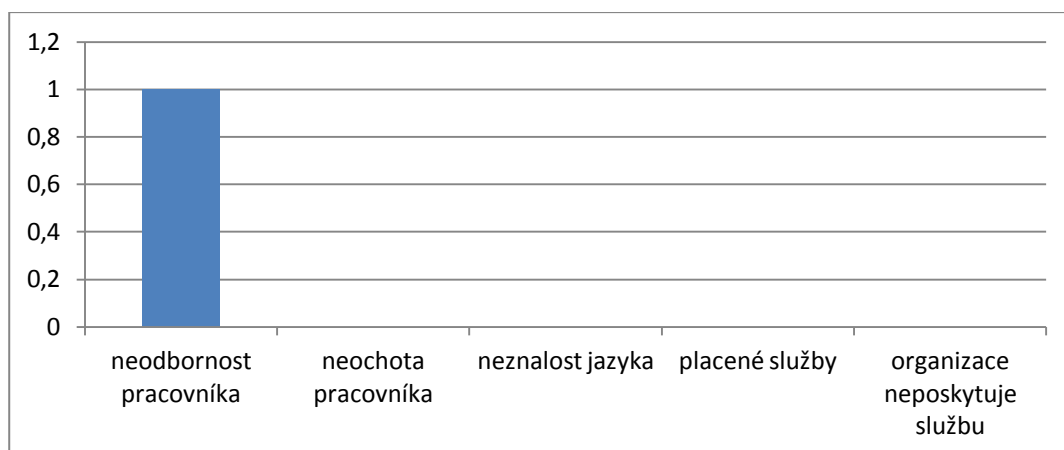 1,2
1
0,8
0,6
0,4
0,2
0
neodbornost
pracovníka
neochota
pracovníka
neznalost jazyka
placené služby
organizace
neposkytuje
službu